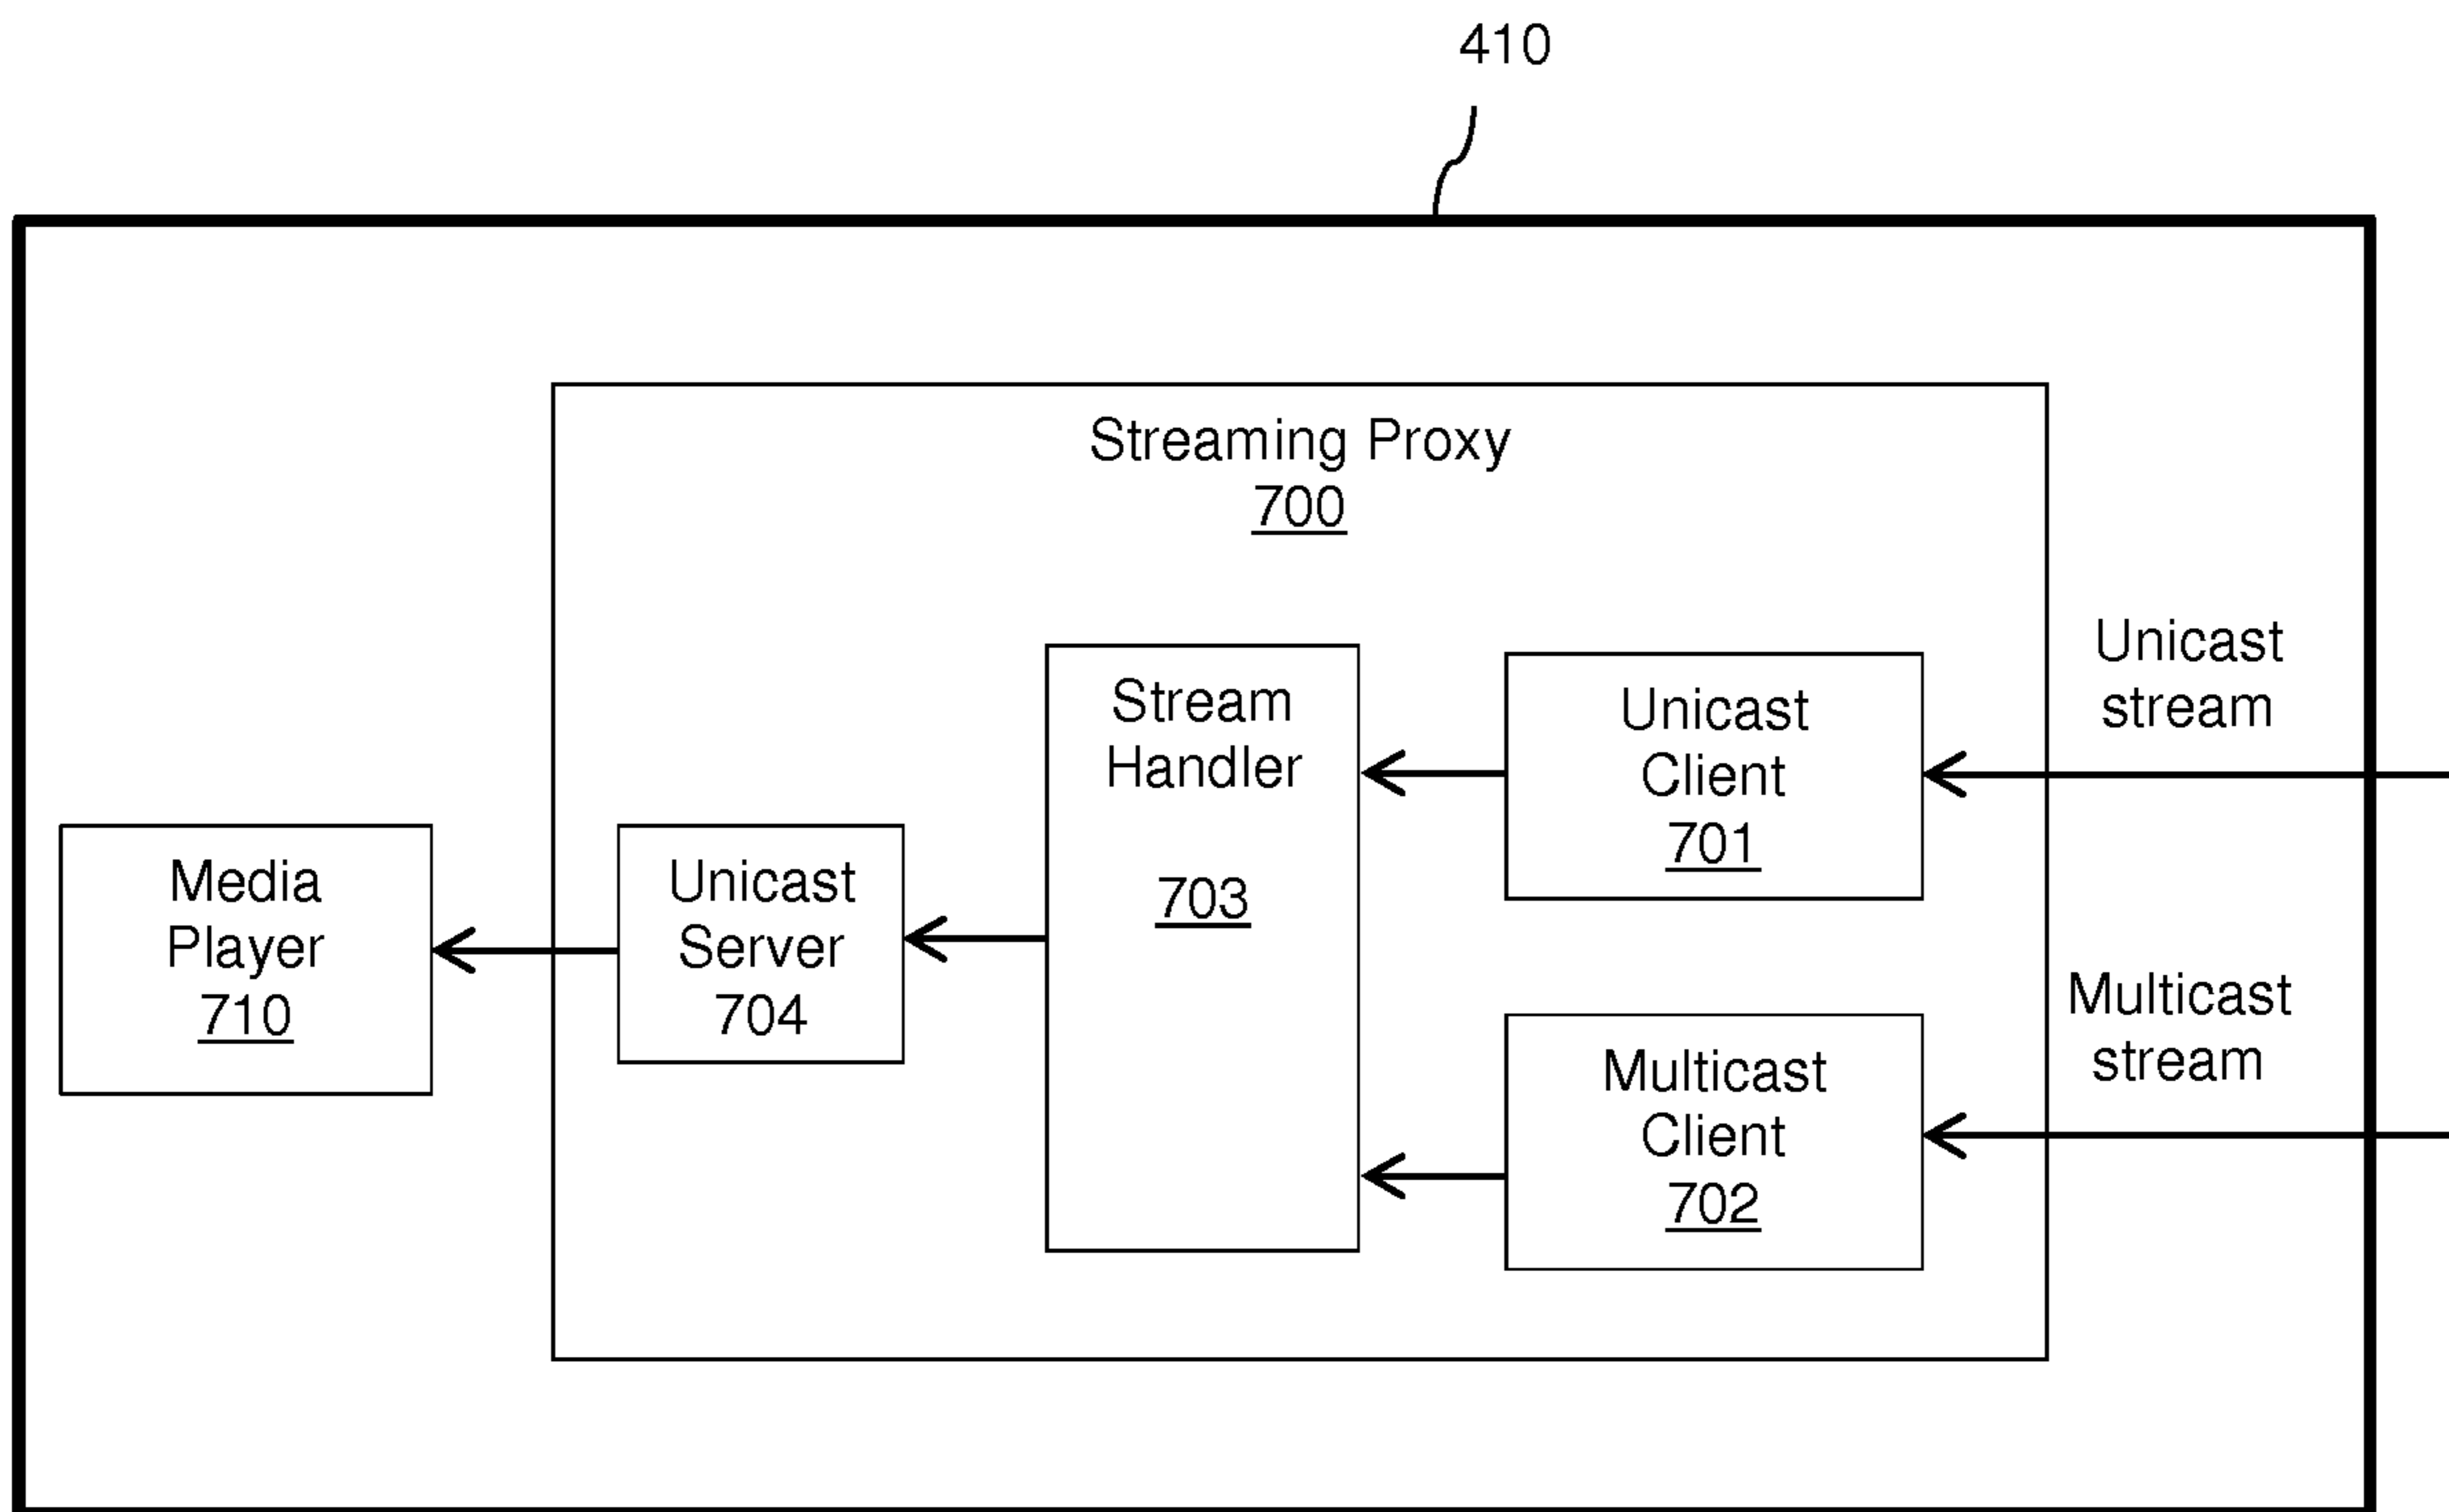 410
Streaming Proxy
700
Unicast
stream
Stream
Handler
703
Unicast
Client
701
Media
Player
710
Unicast
Server
704
Multicast
stream
Multicast
Client
702